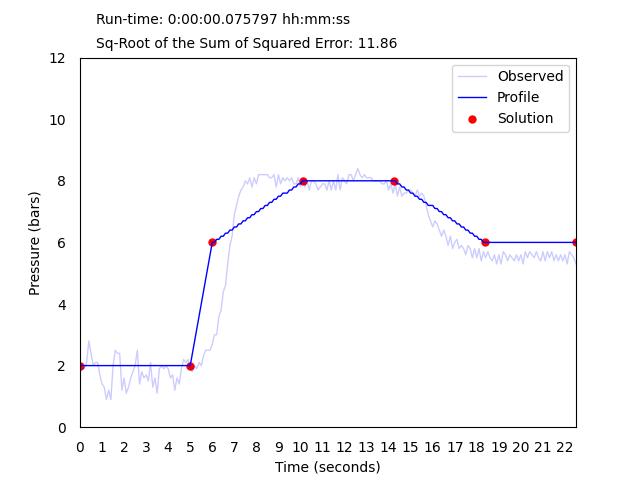 Run-time: 0:00:00.075797 hh:mm:ss
Sq-Root of the Sum of Squared Error: 11.86
12
10
8
6
4
2
0
Pressure (bars)
Observed
Profile
Solution
0 1 2 3 4 5 6 7 8 9 10 11 12 13 14 15 16 17 18 19 20 21 22
Time (seconds)